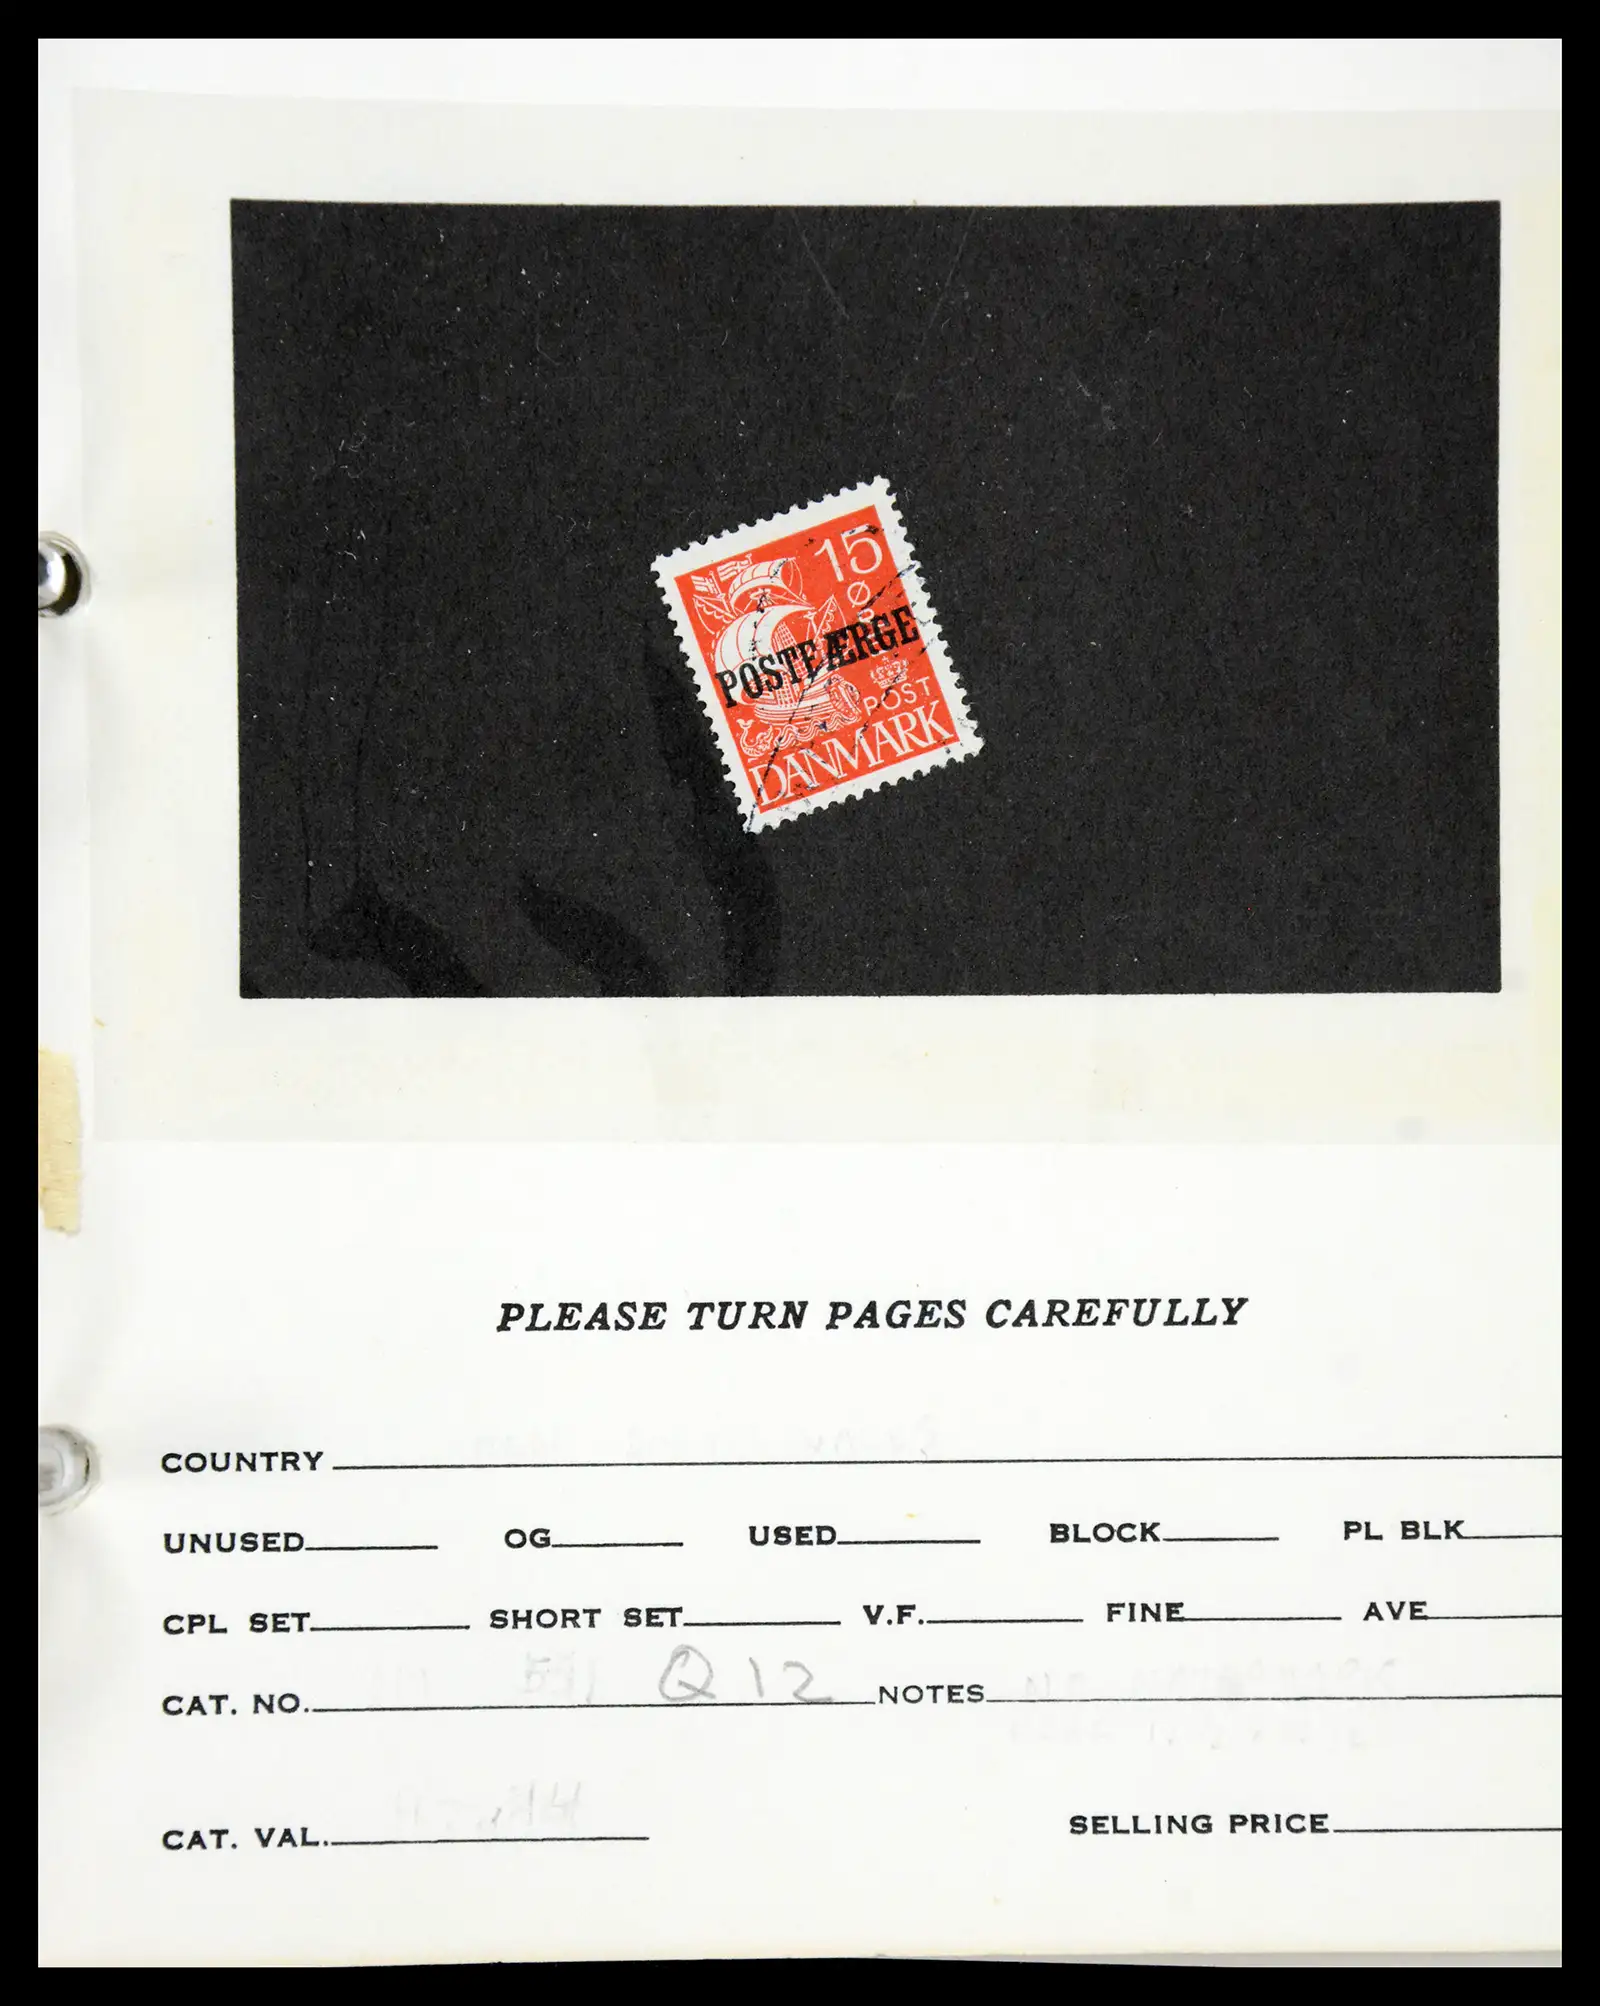 15
Ø
POSTFÆRGE
POST
DANMARK
PLEASE TURN PAGES CAREFULLY
COUNTRY
UNUSED OG USED BLOCK PL BLK
CPL SET SHORT SET V.F. FINE AVE
CAT. NO. Q12 NOTES
CAT. VAL. SELLING PRICE